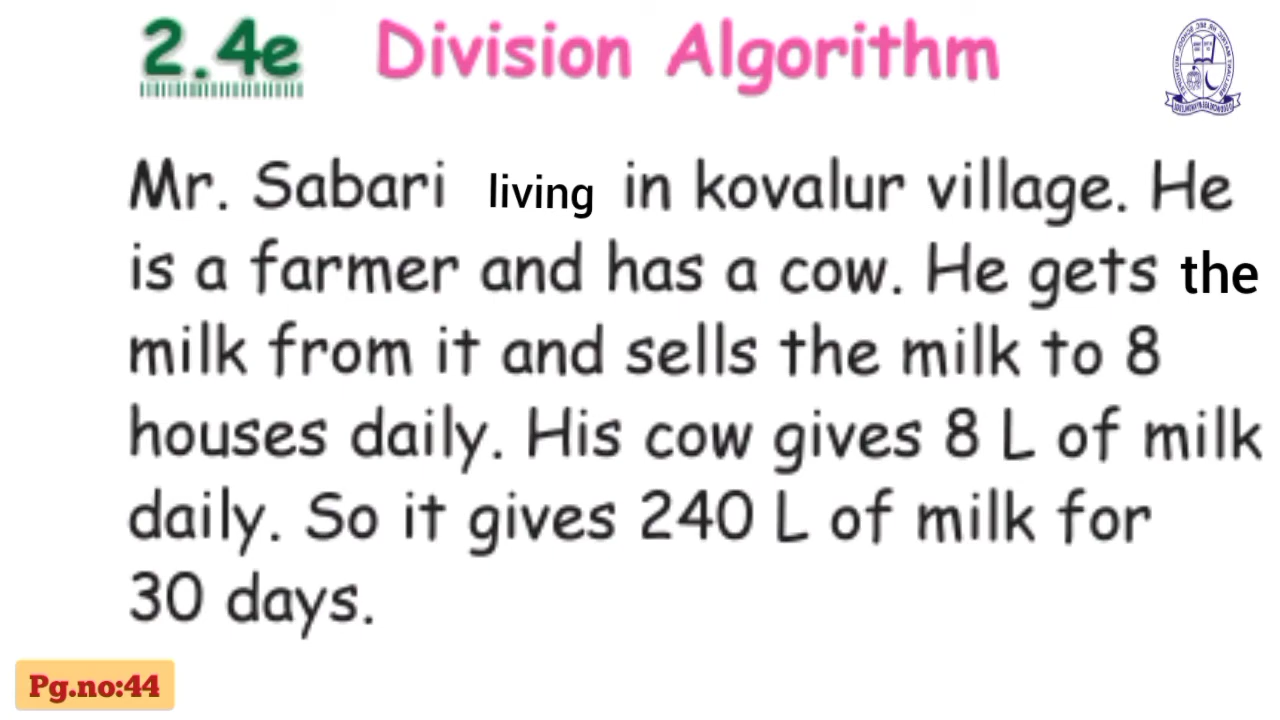 2.4e Division Algorithm
Mr. Sabari living in kovalur village. He
is a farmer and has a cow. He gets the
milk from it and sells the milk to 8
houses daily. His cow gives 8 L of milk
daily. So it gives 240 L of milk for
30 days.
Pg.no:44